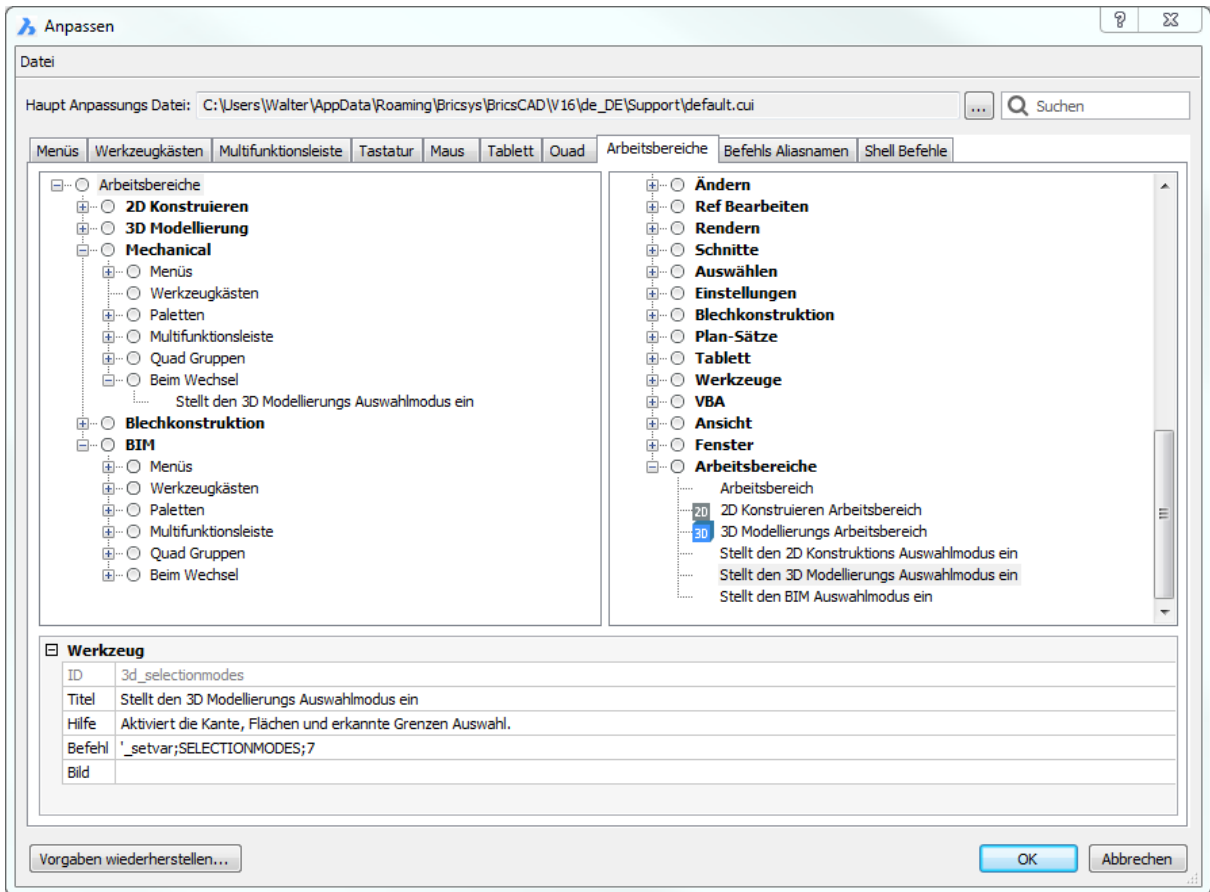 Anpassen
Datei
Haupt Anpassungs Datei: C:\Users\Walter\AppData\Roaming\Bricsys\BricsCAD\V16\de_DE\Support\default.cui ... Suchen
Menüs Werkzeugkästen Multifunktionsleiste Tastatur Maus Tablett Quad Arbeitsbereiche Befehls Aliasnamen Shell Befehle
Arbeitsbereiche
2D Konstruieren
3D Modellierung
Mechanical
Menüs
Werkzeugkästen
Paletten
Multifunktionsleiste
Quad Gruppen
Beim Wechsel
Stellt den 3D Modellierungs Auswahlmodus ein
Blechkonstruktion
BIM
Menüs
Werkzeugkästen
Paletten
Multifunktionsleiste
Quad Gruppen
Beim Wechsel
Ändern
Ref Bearbeiten
Rendern
Schnitte
Auswählen
Einstellungen
Blechkonstruktion
Plan-Sätze
Tablett
Werkzeuge
VBA
Ansicht
Fenster
Arbeitsbereiche
Arbeitsbereich
2D 2D Konstruieren Arbeitsbereich
3D 3D Modellierungs Arbeitsbereich
Stellt den 2D Konstruktions Auswahlmodus ein
Stellt den 3D Modellierungs Auswahlmodus ein
Stellt den BIM Auswahlmodus ein
Werkzeug
ID 3d_selectionmodes
Titel Stellt den 3D Modellierungs Auswahlmodus ein
Hilfe Aktiviert die Kante, Flächen und erkannte Grenzen Auswahl.
Befehl '_setvar;SELECTIONMODES;7
Bild
Vorgaben wiederherstellen... OK Abbrechen